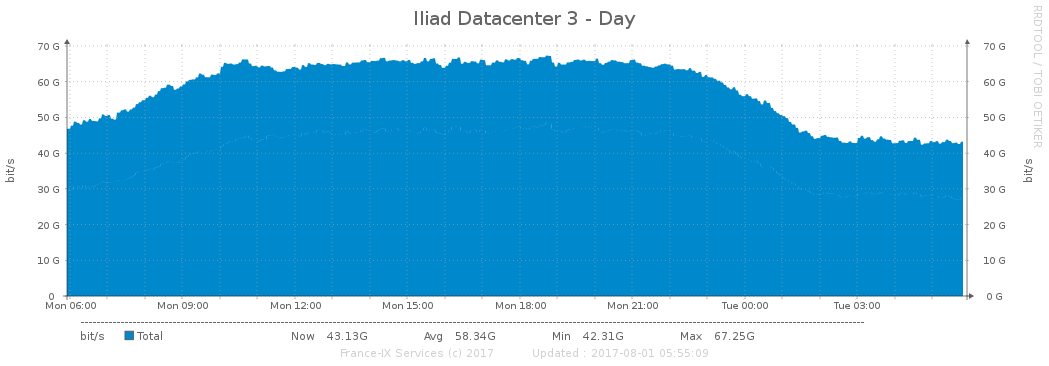 Iliad Datacenter 3 - Day
RRDTOOL / TOBI OETIKER
70 G 70 G
60 G 60 G
50 G 50 G
40 G 40 G
30 G 30 G
20 G 20 G
10 G 10 G
0 0 G
bit/s
bit/s
Mon 06:00 Mon 09:00 Mon 12:00 Mon 15:00 Mon 18:00 Mon 21:00 Tue 00:00 Tue 03:00
bit/s Total Now 43.13G Avg 58.34G Min 42.31G Max 67.25G
France-IX Services (c) 2017 Updated : 2017-08-01 05:55:09